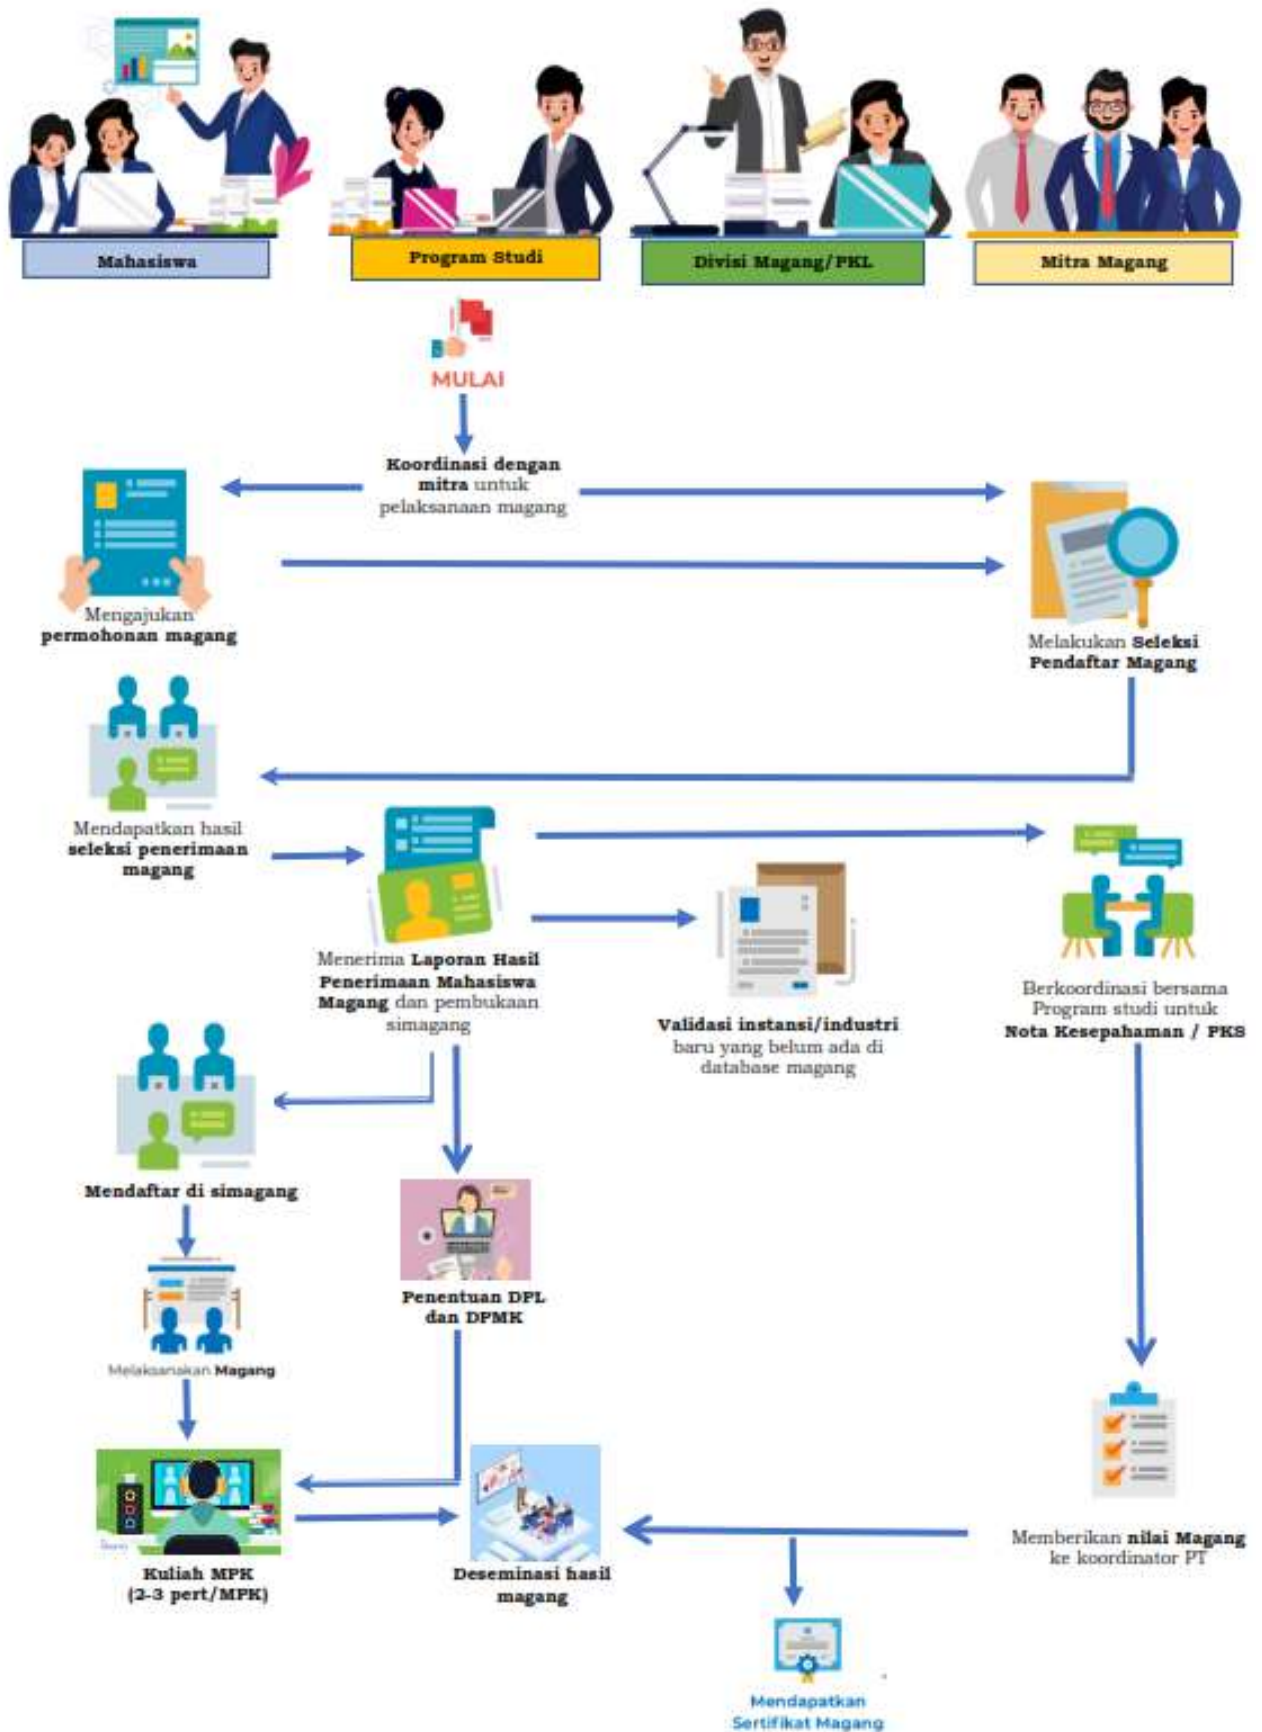 Mahasiswa
Program Studi
Divisi Magang/PKL
Mitra Magang
MULAI
Koordinasi dengan
mitra untuk
pelaksanaan magang
Mengajukan
permohonan magang
Melakukan Seleksi
Pendaftar Magang
Mendapatkan hasil
seleksi penerimaan
magang
Menerima Laporan Hasil
Penerimaan Mahasiswa
Magang dan pembukaan
simagang
Validasi instansi/industri
baru yang belum ada di
database magang
Berkoordinasi bersama
Program studi untuk
Nota Kesepahaman / PKS
Mendaftar di simagang
Penentuan DPL
dan DPMK
Melaksanakan Magang
Kuliah MPK
(2-3 pert/MPK)
Deseminasi hasil
magang
Memberikan nilai Magang
ke koordinator PT
Mendapatkan
Sertifikat Magang